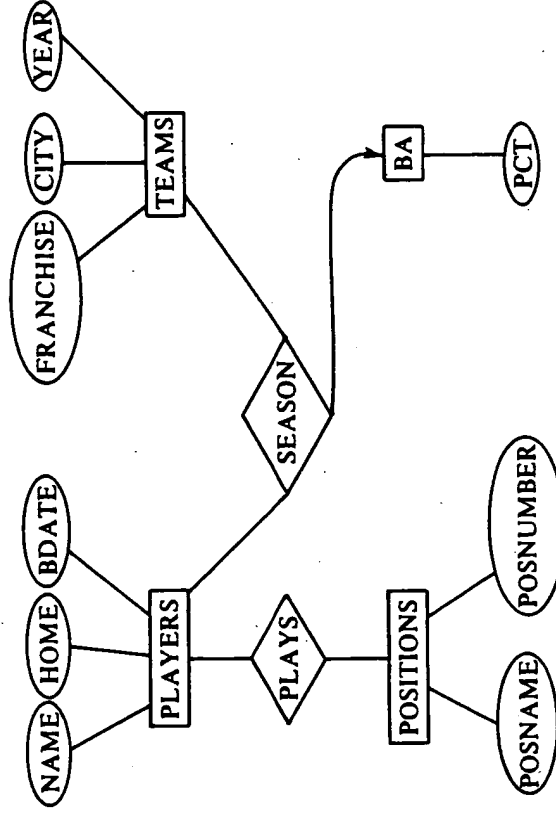 NAME
HOME
BDATE
FRANCHISE
CITY
YEAR
PLAYERS
TEAMS
PLAYS
SEASON
POSITIONS
BA
POSNAME
POSNUMBER
PCT